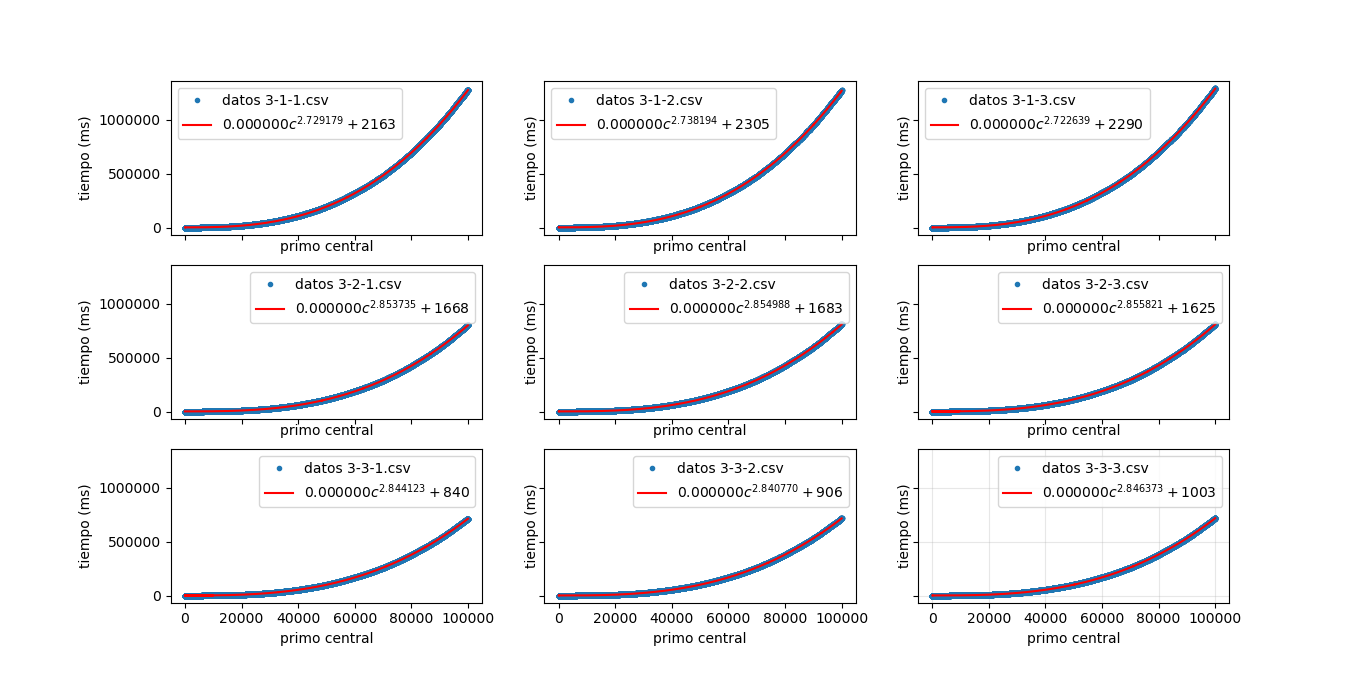 datos 3-1-1.csv
0.000000c^2.729179 + 2163
datos 3-1-2.csv
0.000000c^2.738194 + 2305
datos 3-1-3.csv
0.000000c^2.722639 + 2290
tiempo (ms)
1000000
500000
0
tiempo (ms)
tiempo (ms)
primo central
primo central
primo central
datos 3-2-1.csv
0.000000c^2.853735 + 1668
datos 3-2-2.csv
0.000000c^2.854988 + 1683
datos 3-2-3.csv
0.000000c^2.855821 + 1625
tiempo (ms)
1000000
500000
0
tiempo (ms)
tiempo (ms)
primo central
primo central
primo central
datos 3-3-1.csv
0.000000c^2.844123 + 840
datos 3-3-2.csv
0.000000c^2.840770 + 906
datos 3-3-3.csv
0.000000c^2.846373 + 1003
tiempo (ms)
1000000
500000
0
tiempo (ms)
tiempo (ms)
0 20000 40000 60000 80000 100000
0 20000 40000 60000 80000 100000
0 20000 40000 60000 80000 100000
primo central
primo central
primo central